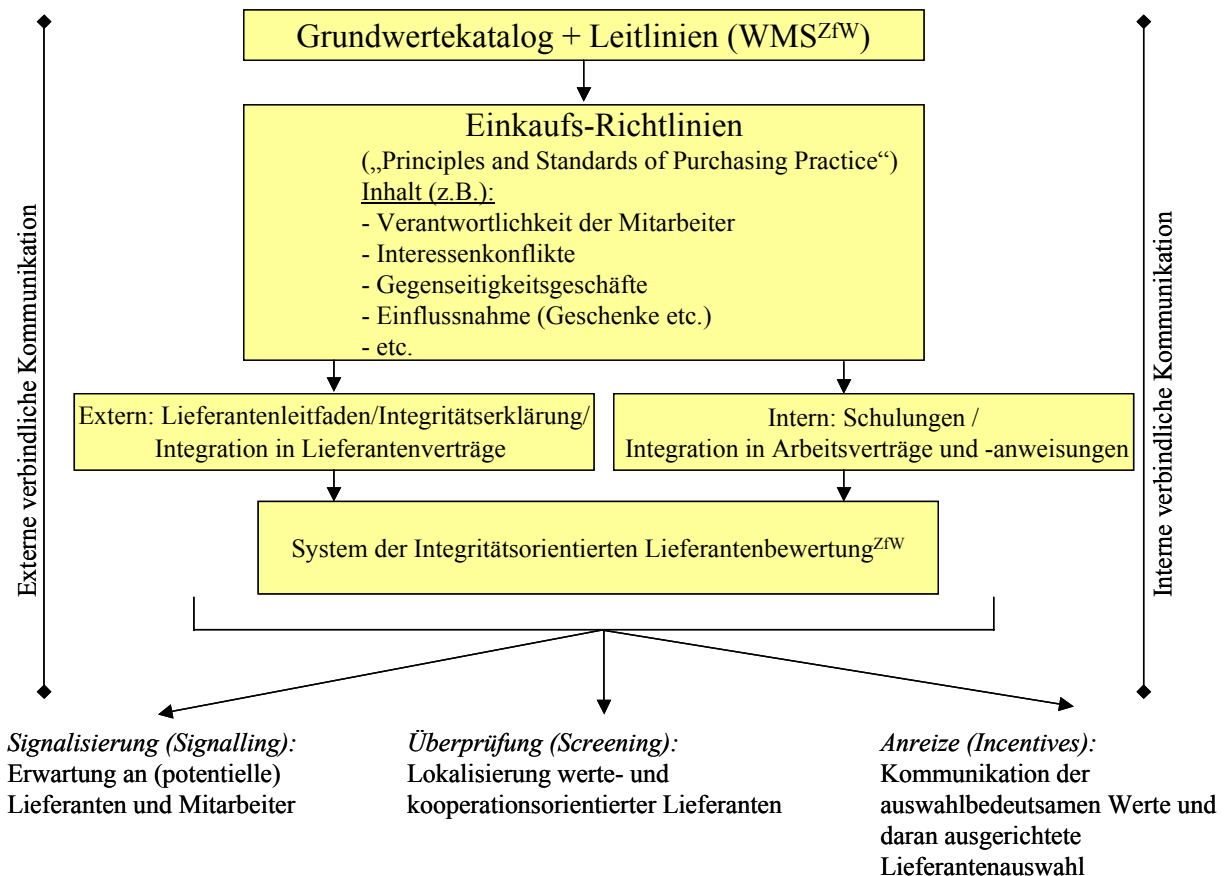 Grundwertekatalog + Leitlinien (WMSZfW)
Einkaufs-Richtlinien
(„Principles and Standards of Purchasing Practice“)
Inhalt (z.B.):
- Verantwortlichkeit der Mitarbeiter
- Interessenkonflikte
- Gegenseitigkeitsgeschäfte
- Einflussnahme (Geschenke etc.)
- etc.
Externe verbindliche Kommunikation
Interne verbindliche Kommunikation
Extern: Lieferantenleitfaden/Integritätserklärung/
Integration in Lieferantenverträge
Intern: Schulungen /
Integration in Arbeitsverträge und -anweisungen
System der Integritätsorientierten LieferantenbewertungZfW
Signalisierung (Signalling):
Erwartung an (potentielle)
Lieferanten und Mitarbeiter
Überprüfung (Screening):
Lokalisierung werte- und
kooperationsorientierter Lieferanten
Anreize (Incentives):
Kommunikation der
auswahlbedeutsamen Werte und
daran ausgerichtete
Lieferantenauswahl